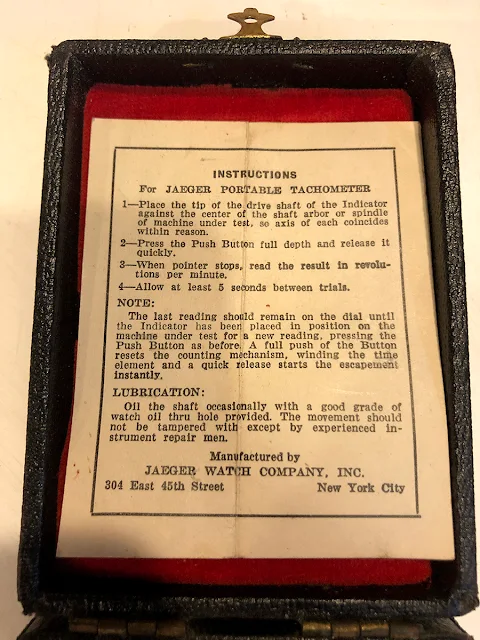 INSTRUCTIONS
For JAEGER PORTABLE TACHOMETER
1—Place the tip of the drive shaft of the Indicator
against the center of the shaft arbor or spindle
of machine under test, so axis of each coincides
within reason.
2—Press the Push Button full depth and release it
quickly.
3—When pointer stops, read the result in revolu-
tions per minute.
4—Allow at least 5 seconds between trials.
NOTE:
The last reading should remain on the dial until
the Indicator has been placed in position on the
machine under test for a new reading, pressing the
Push Button as before. A full push of the Button
resets the counting mechanism, winding the time
element and a quick release starts the escapement
instantly.
LUBRICATION:
Oil the shaft occasionally with a good grade of
watch oil thru hole provided. The movement should
not be tampered with except by experienced in-
strument repair men.
Manufactured by
JAEGER WATCH COMPANY, INC.
304 East 45th Street New York City